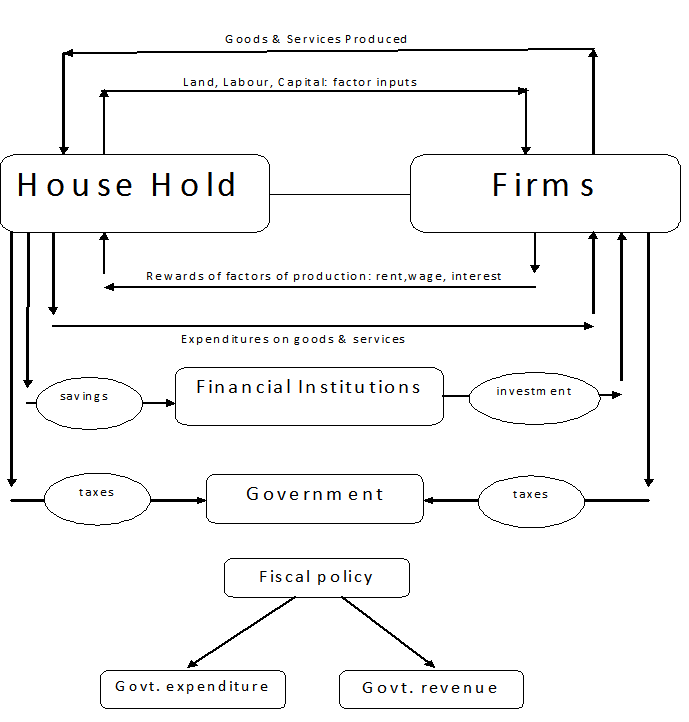 Goods & Services Produced
Land, Labour, Capital: factor inputs
House Hold
Firms
Rewards of factors of production: rent,wage, interest
Expenditures on goods & services
savings
Financial Institutions
investment
taxes
Government
taxes
Fiscal policy
Govt. expenditure
Govt. revenue